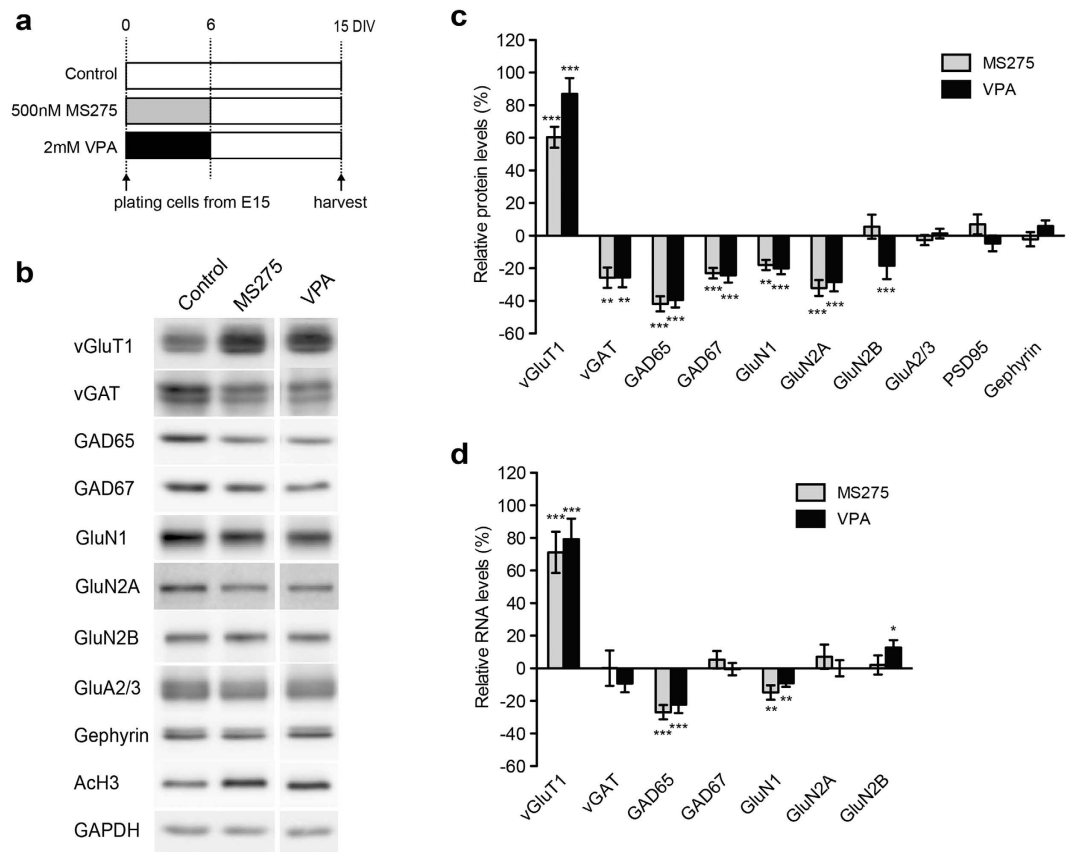 a
0 6 15 DIV
Control
500nM MS275
2mM VPA
plating cells from E15 harvest
b
Control MS275 VPA
vGluT1
vGAT
GAD65
GAD67
GluN1
GluN2A
GluN2B
GluA2/3
Gephyrin
AcH3
GAPDH
c
Relative protein levels (%)
120
100
80
60
40
20
0
-20
-40
-60
MS275
VPA
*** ***
** ** *** *** *** *** ** *** *** *** ***
vGluT1 vGAT GAD65 GAD67 GluN1 GluN2A GluN2B GluA2/3 PSD95 Gephyrin
d
Relative RNA levels (%)
120
100
80
60
40
20
0
-20
-40
-60
MS275
VPA
*** ***
*** *** ** ** *
vGluT1 vGAT GAD65 GAD67 GluN1 GluN2A GluN2B